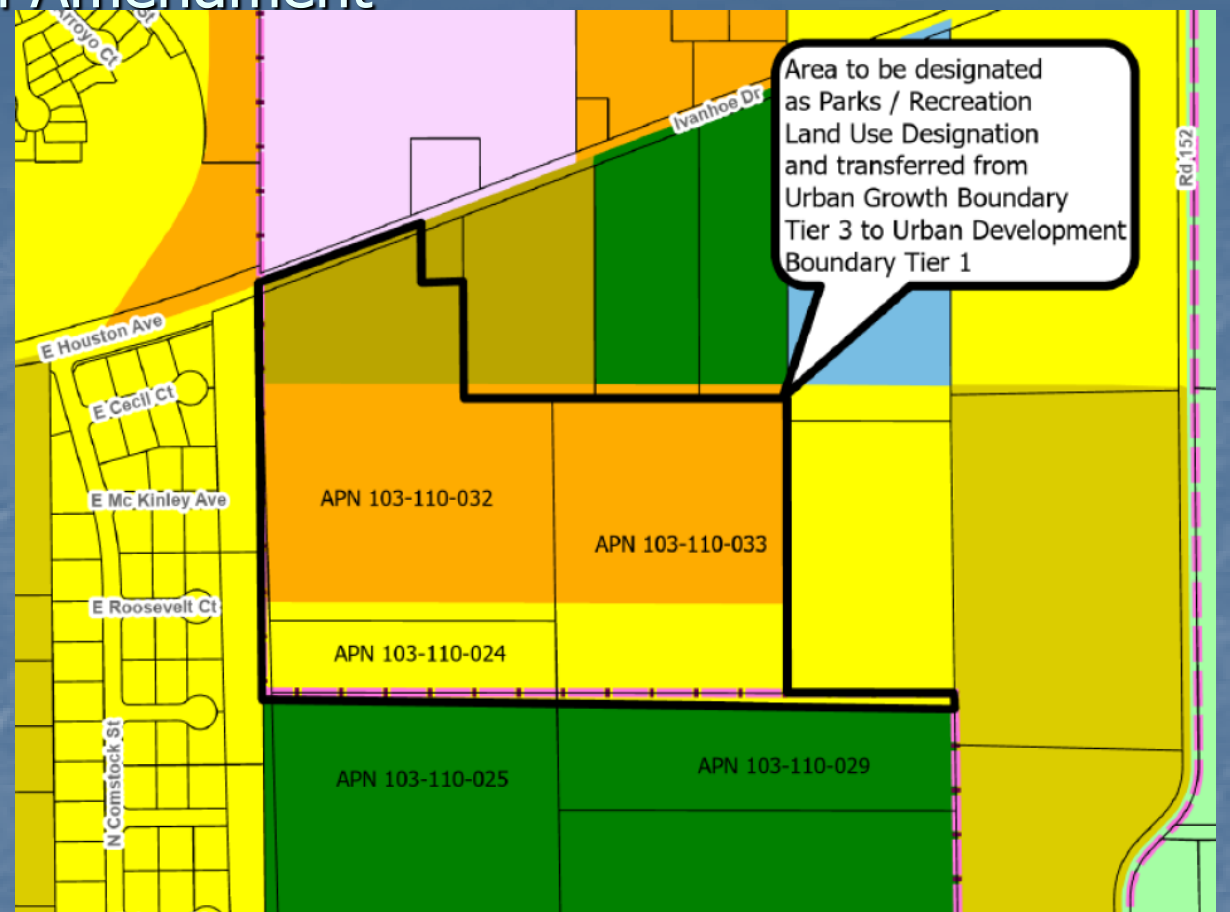 Amendment
Arroyo Ct
St
Area to be designated
as Parks / Recreation
Land Use Designation
and transferred from
Urban Growth Boundary
Tier 3 to Urban Development
Boundary Tier 1
Ivanhoe Dr
Rd 152
E Houston Ave
E Cecil Ct
E Mc Kinley Ave
APN 103-110-032
APN 103-110-033
E Roosevelt Ct
APN 103-110-024
N Comstock St
APN 103-110-025
APN 103-110-029